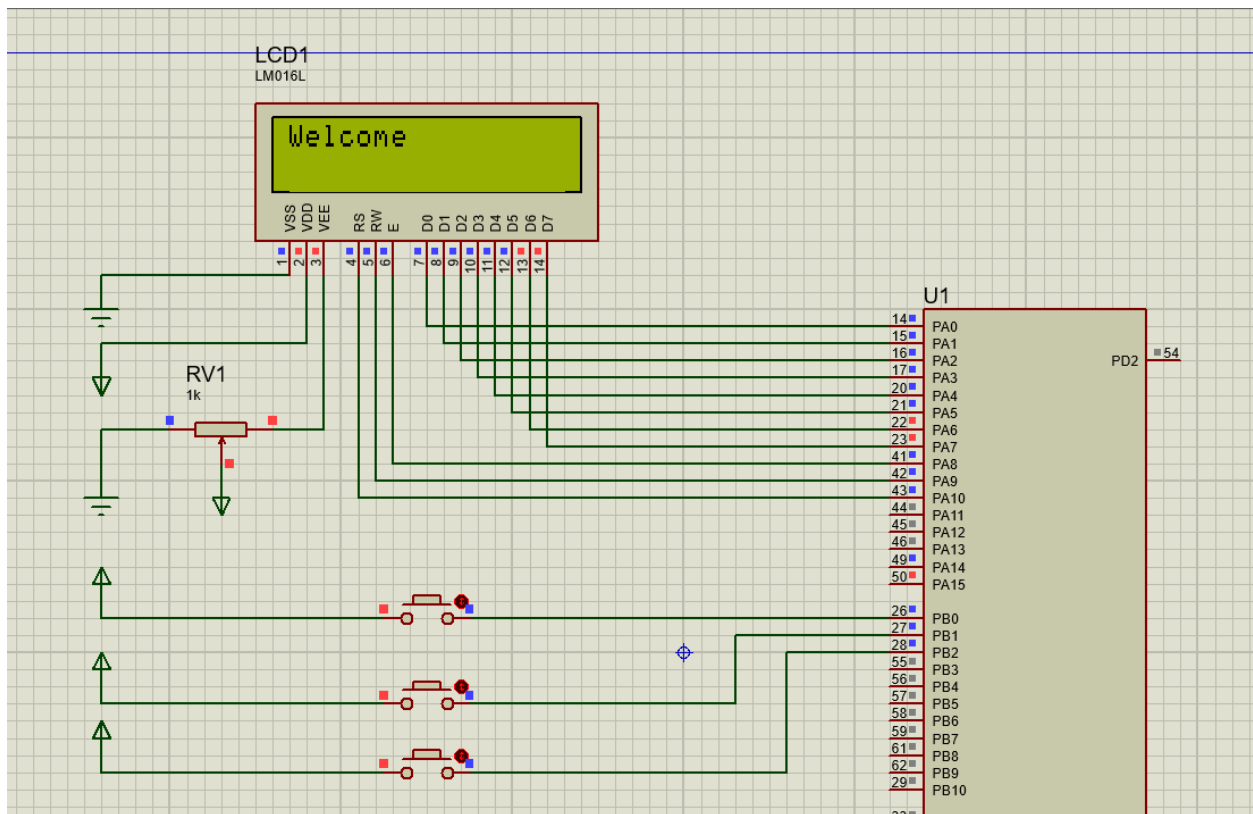 LCD1
LM016L
Welcome
VSS
VDD
VEE
RS
RW
E
D0
D1
D2
D3
D4
D5
D6
D7
1
2
3
4
5
6
7
8
9
10
11
12
13
14
RV1
1k
U1
14 PA0
15 PA1
16 PA2
17 PA3
20 PA4
21 PA5
22 PA6
23 PA7
41 PA8
42 PA9
43 PA10
44 PA11
45 PA12
46 PA13
49 PA14
50 PA15
PD2 54
26 PB0
27 PB1
28 PB2
55 PB3
56 PB4
57 PB5
58 PB6
59 PB7
61 PB8
62 PB9
29 PB10